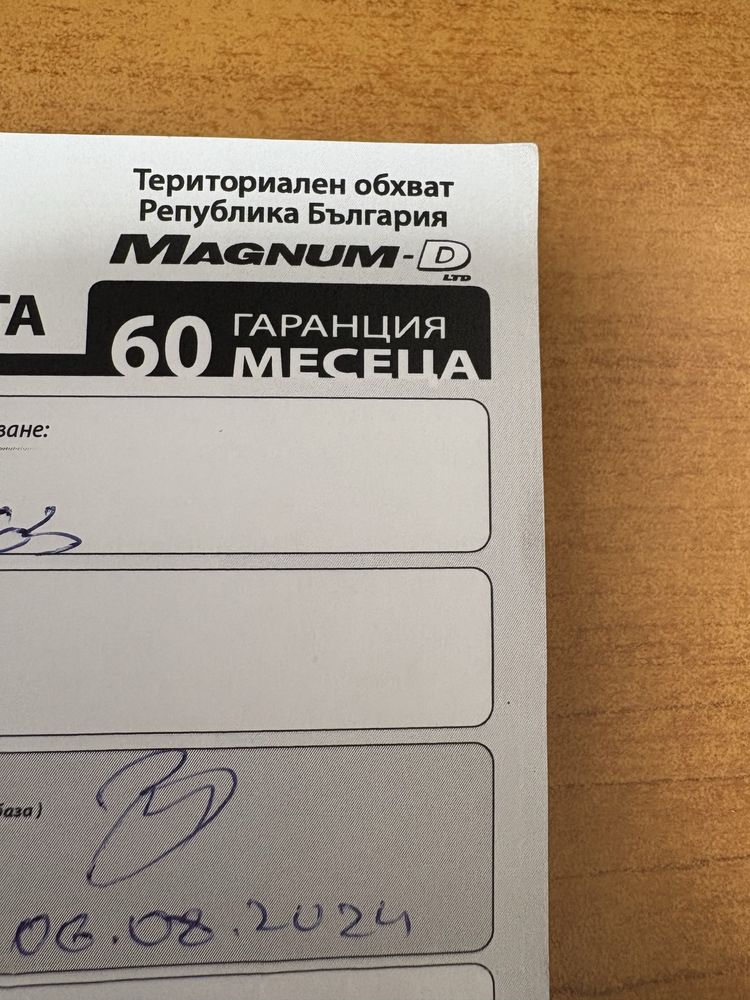 Териториален обхват
Република България
MAGNUM-D
LTD
ТА
60 ГАРАНЦИЯ
МЕСЕЦА
ване:
база)
06.08.2024